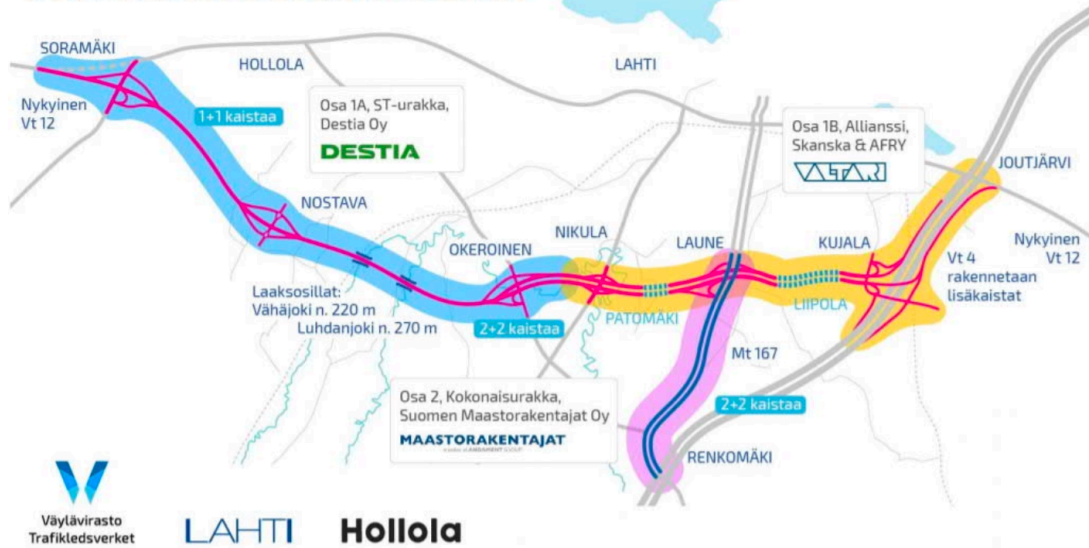 SORAMÄKI
HOLLOLA
LAHTI
Nykyinen
Vt 12
1+1 kaistaa
Osa 1A, ST-urakka,
Destia Oy
DESTIA
Osa 1B, Allianssi,
Skanska & AFRY
VALTARI
JOUTJÄRVI
NOSTAVA
OKEROINEN
NIKULA
LAUNE
KUJALA
Nykyinen
Vt 12
Vt 4
rakennetaan
lisäkaistat
Laaksosillat:
Vähäjoki n. 220 m
Luhdanjoki n. 270 m
2+2 kaistaa
PATOMÄKI
LIIPOLA
Mt 167
Osa 2, Kokonaisurakka,
Suomen Maastorakentajat Oy
MAASTORAKENTAJAT
2+2 kaistaa
RENKOMÄKI
Väylävirasto
Trafikledsverket
LAHTI
Hollola